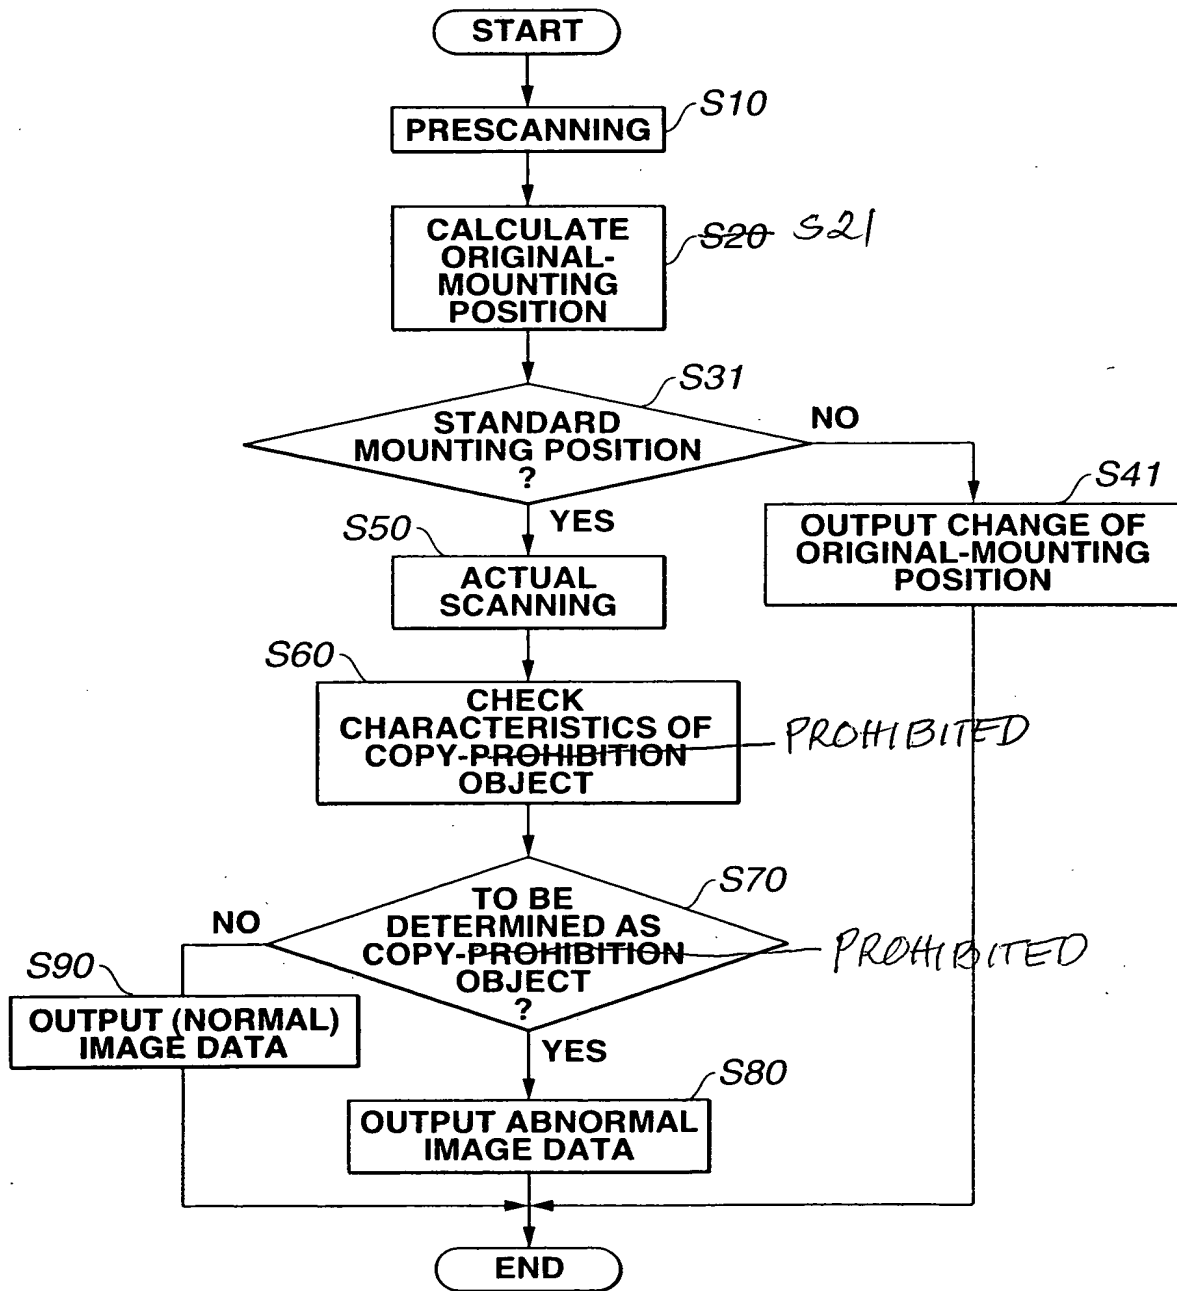 START
S10
PRESCANNING
CALCULATE
ORIGINAL-
MOUNTING
POSITION
S20 S21
S31
STANDARD
MOUNTING POSITION
?
NO
YES
S41
OUTPUT CHANGE OF
ORIGINAL-MOUNTING
POSITION
S50
ACTUAL
SCANNING
S60
CHECK
CHARACTERISTICS OF
COPY-PROHIBITION
OBJECT
PROHIBITED
S70
TO BE
DETERMINED AS
COPY-PROHIBITION
OBJECT
?
PROHIBITED
NO
YES
S90
OUTPUT (NORMAL)
IMAGE DATA
S80
OUTPUT ABNORMAL
IMAGE DATA
END